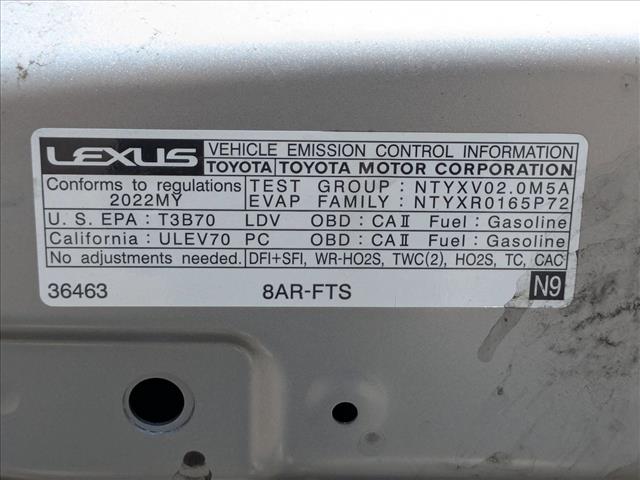 LEXUS VEHICLE EMISSION CONTROL INFORMATION
TOYOTA TOYOTA MOTOR CORPORATION
Conforms to regulations TEST GROUP : NTYXV02.0M5A
2022MY EVAP FAMILY: NTYXR0165P72
U. S. EPA : T3B70 LDV OBD : CAⅡ Fuel : Gasoline
California : ULEV70 PC OBD : CAⅡ Fuel : Gasoline
No adjustments needed. DFI+SFI, WR-HO2S, TWC(2), HO2S, TC, CAC
36463 8AR-FTS N9